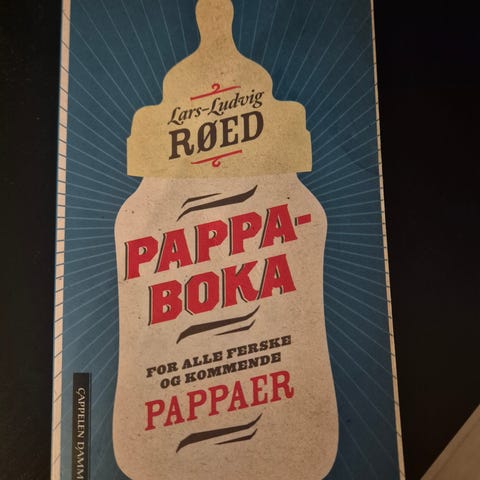 Lars-Ludvig
RØED
PAPPA-
BOKA
FOR ALLE FERSKE
OG KOMMENDE
PAPPAER
CAPPELEN DAMM